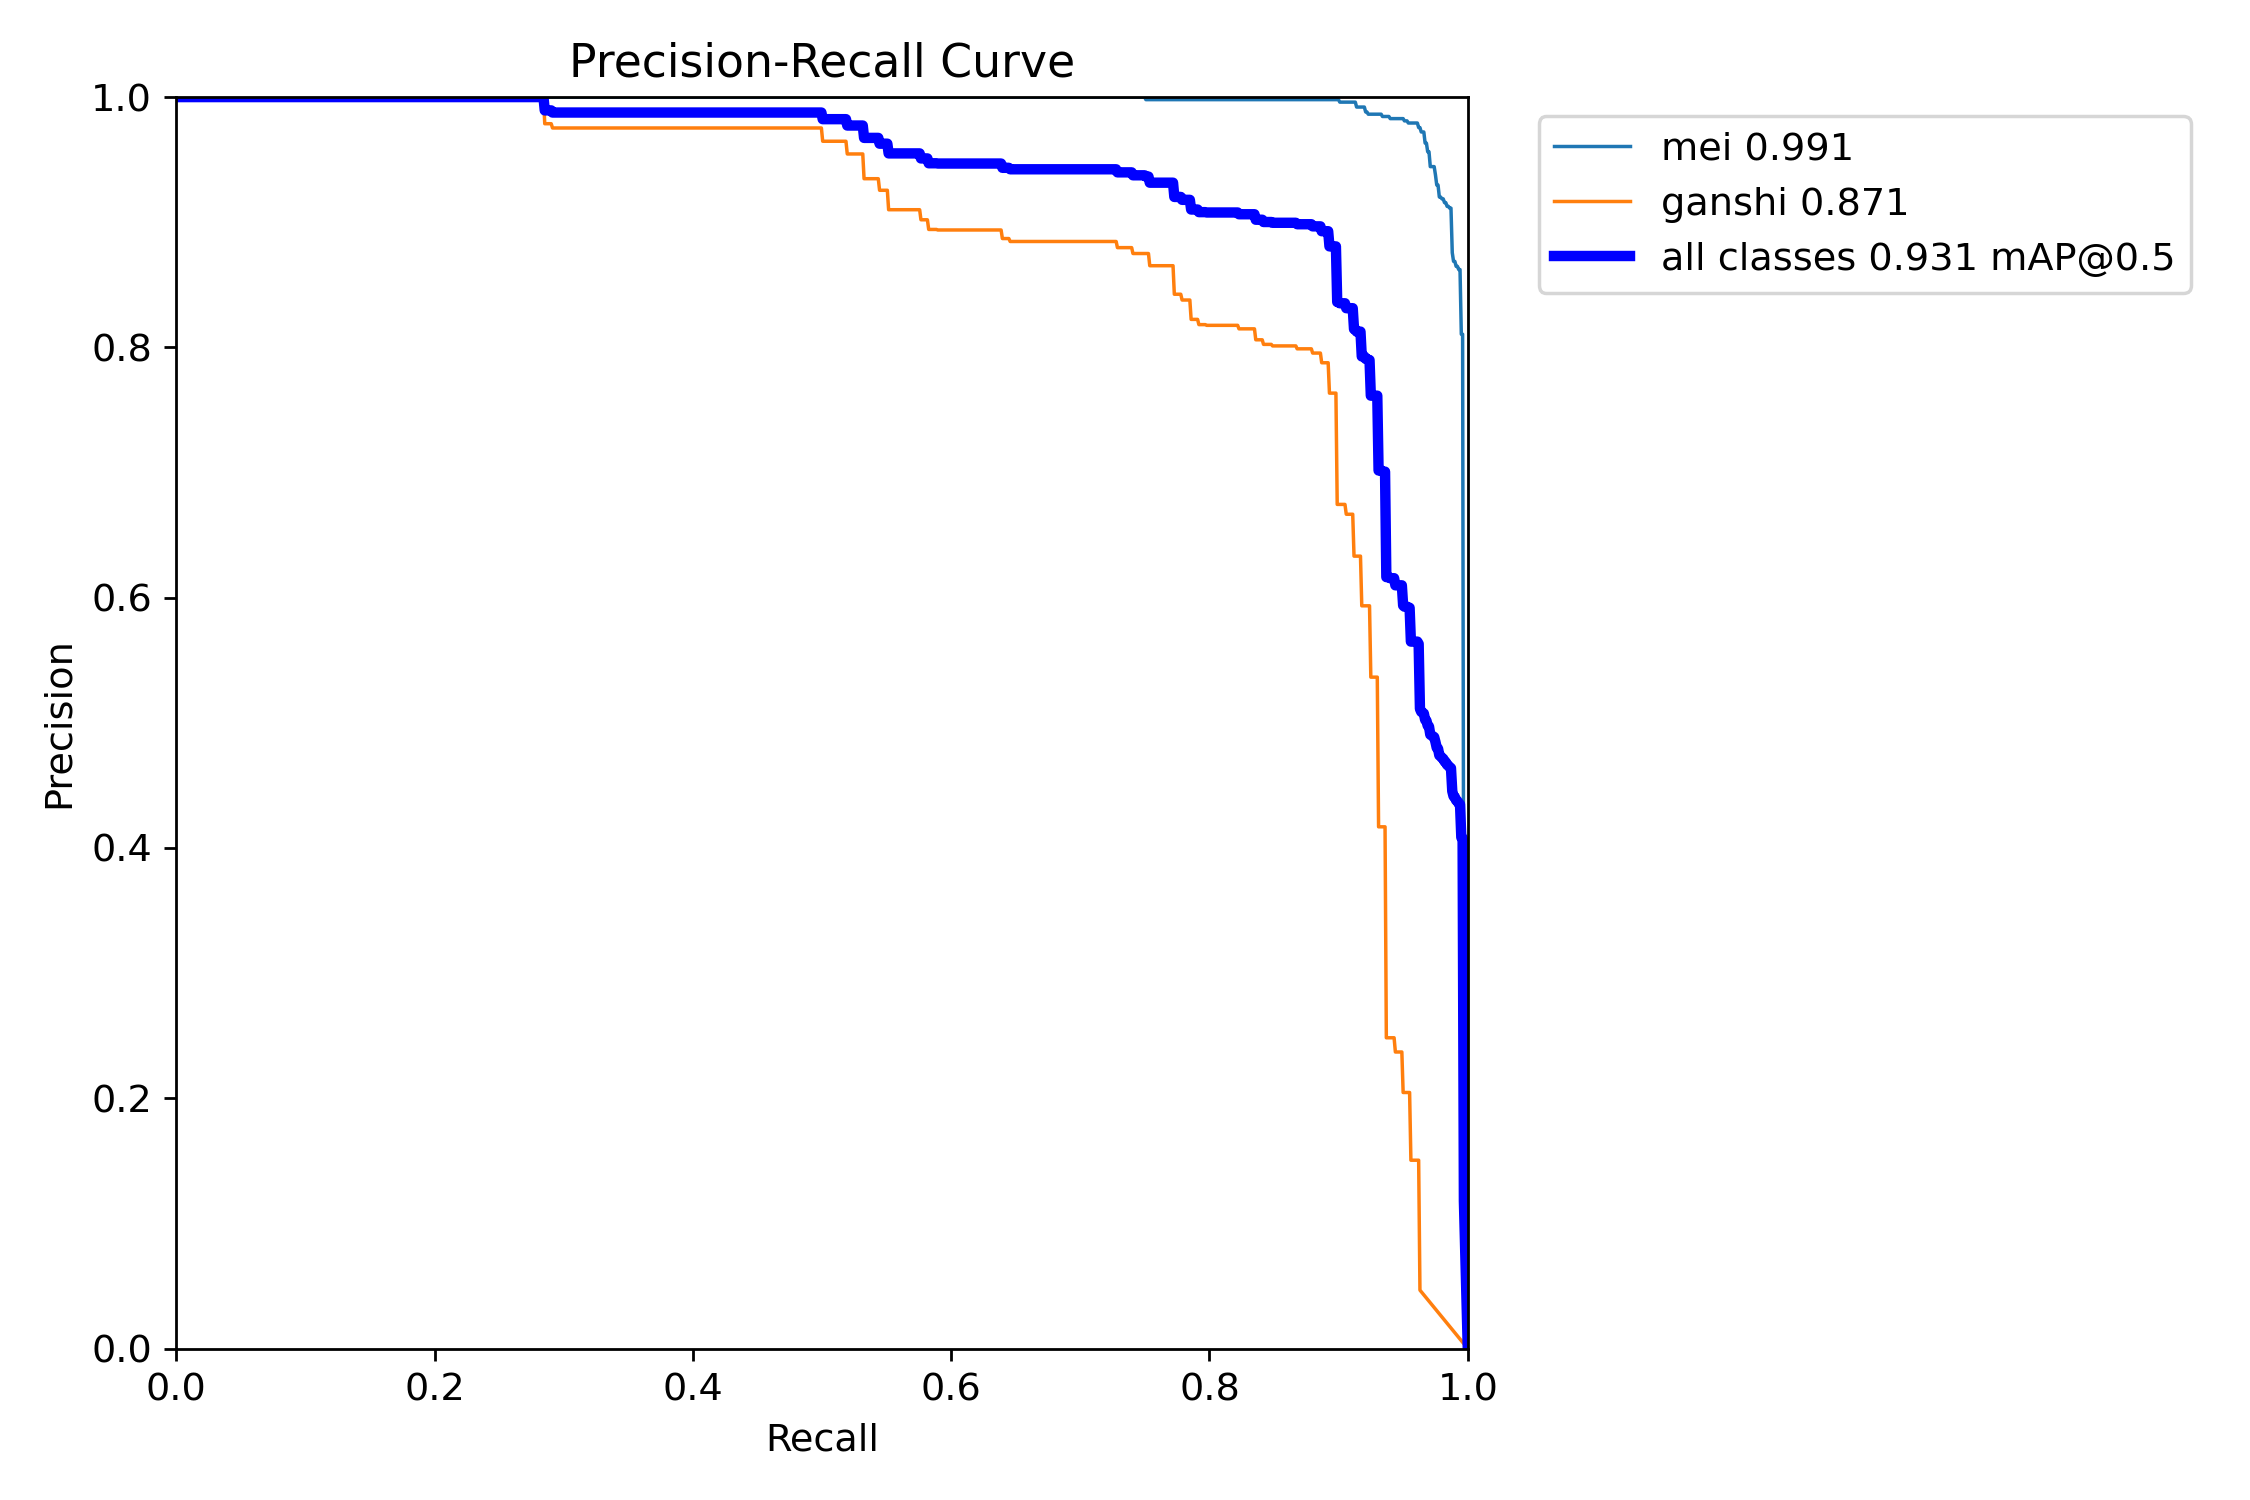 Precision-Recall Curve
mei 0.991
ganshi 0.871
all classes 0.931 mAP@0.5
Precision
1.0
0.8
0.6
0.4
0.2
0.0
0.0 0.2 0.4 0.6 0.8 1.0
Recall